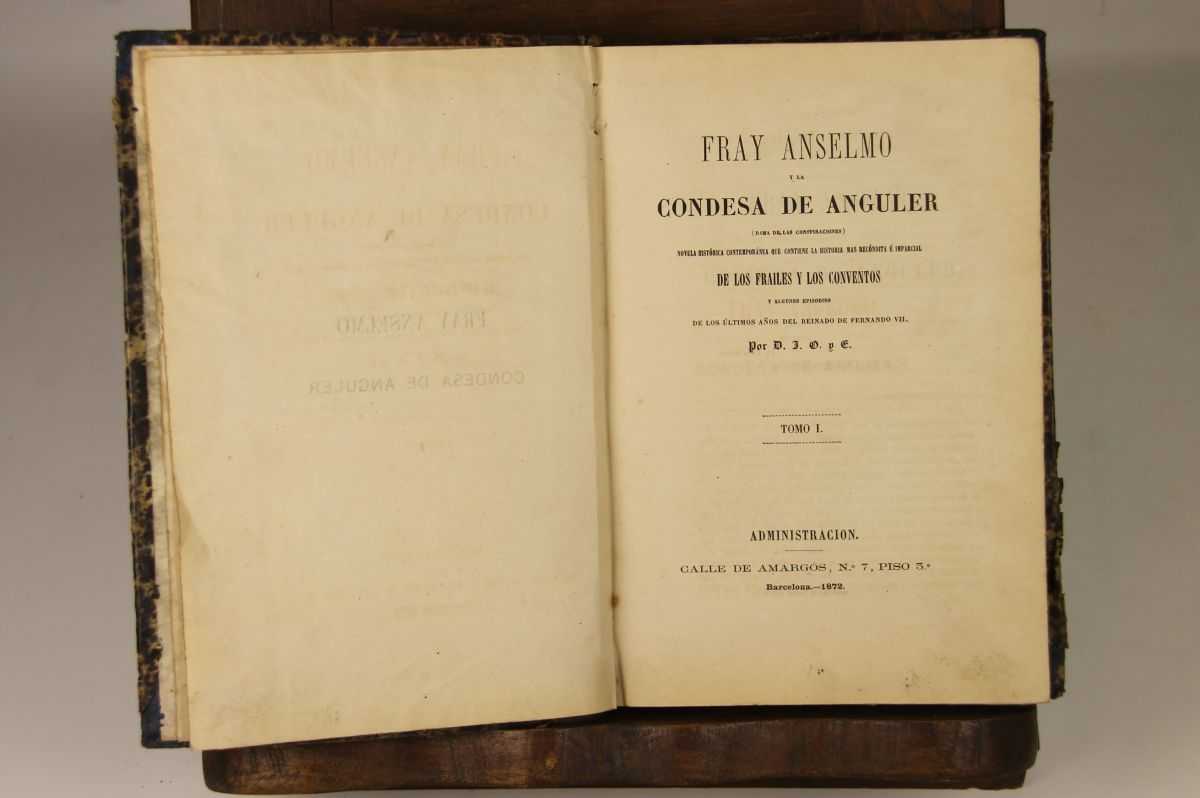 FRAY ANSELMO
Y LA
CONDESA DE ANGULER
(DAMA DE LAS CONSPIRACIONES)
NOVELA HISTÓRICA CONTEMPORÁNEA QUE CONTIENE LA HISTORIA MAS RECÓNDITA É IMPARCIAL
DE LOS FRAILES Y LOS CONVENTOS
Y ALGUNOS EPISODIOS
DE LOS ÚLTIMOS AÑOS DEL REINADO DE FERNANDO VII.
Por D. J. O. y E.
TOMO I.
ADMINISTRACION.
CALLE DE AMARGÓS, N.º 7, PISO 3.º
Barcelona.—1872.